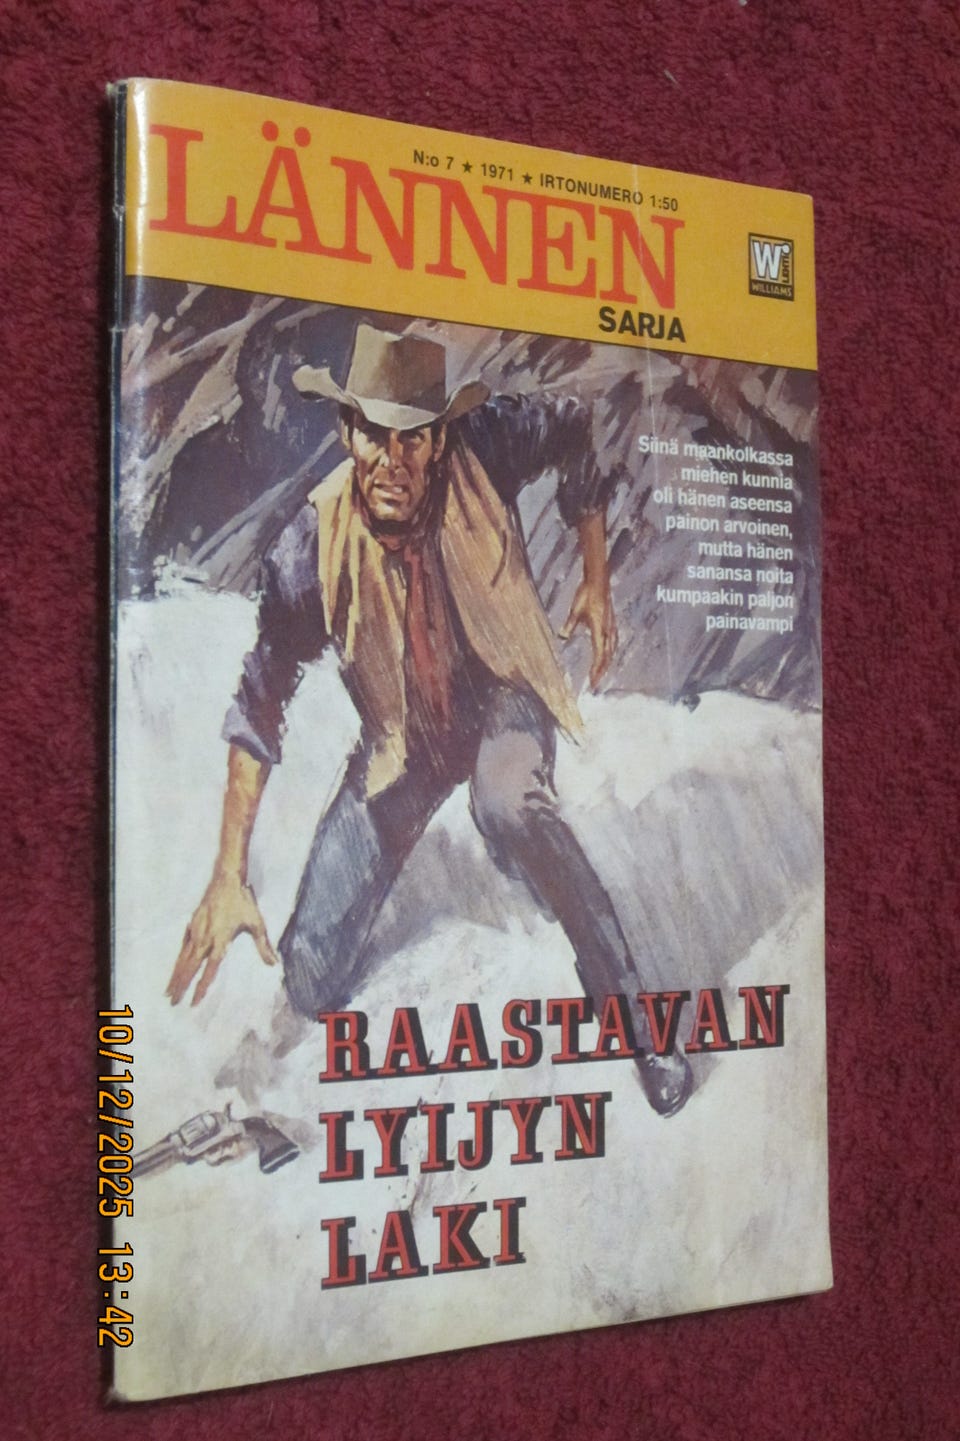 N:o 7 ★ 1971 ★ IRTONUMERO 1:50
LÄNNEN
SARJA
W
LEHTI
WILLIAMS
Siinä maankolkassa
miehen kunnia
oli hänen aseensa
painon arvoinen,
mutta hänen
sanansa noita
kumpaakin paljon
painavampi
RAASTAVAN
LYIJYN
LAKI
10/12/2025 13:42